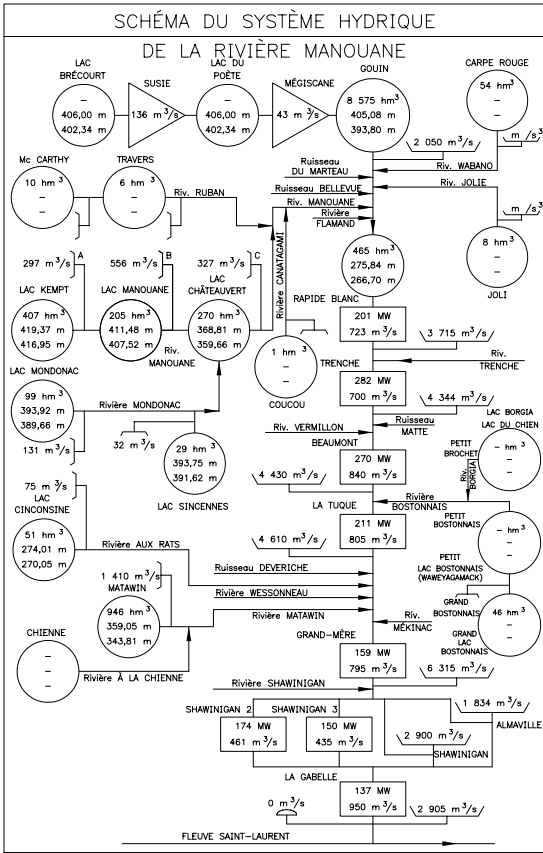 SCHÉMA DU SYSTÈME HYDRIQUE
DE LA RIVIÈRE MANOUANE
LAC
BRÉCOURT
–
406,00 m
402,34 m
SUSIE
136 m³/s
LAC DU
POÈTE
–
406,00 m
402,34 m
MÉGISCANE
43 m³/s
GOUIN
8 575 hm³
405,08 m
393,80 m
CARPE ROUGE
54 hm³
–
–
2 050 m³/s
m³/s
Riv. WABANO
Ruisseau
DU MARTEAU
Riv. JOLIE
Ruisseau BELLEVUE
Riv. MANOUANE
Rivière
FLAMAND
m³/s
8 hm³
–
–
JOLI
Mc CARTHY
10 hm³
–
–
TRAVERS
6 hm³
–
–
Riv. RUBAN
297 m³/s
A
556 m³/s
B
327 m³/s
C
LAC KEMPT
407 hm³
419,37 m
416,95 m
LAC MANOUANE
205 hm³
411,48 m
407,52 m
Riv.
MANOUANE
LAC
CHÂTEAUVERT
270 hm³
368,81 m
359,66 m
Rivière CANATAGAMI
1 hm³
–
–
COUCOU
465 hm³
275,84 m
266,70 m
RAPIDE BLANC
201 MW
723 m³/s
3 715 m³/s
Riv.
TRENCHE
TRENCHE
282 MW
700 m³/s
4 344 m³/s
LAC MONDONAC
99 hm³
393,92 m
389,66 m
131 m³/s
Rivière MONDONAC
32 m³/s
29 hm³
393,75 m
391,62 m
LAC SINCENNES
Riv. VERMILLON
Ruisseau
MATTE
BEAUMONT
270 MW
840 m³/s
4 430 m³/s
LAC BORGIA
LAC DU CHIEN
– hm³
–
–
PETIT
BROCHET
Riv.
BORGIA
Rivière
BOSTONNAIS
PETIT
BOSTONNAIS
– hm³
–
–
PETIT
LAC BOSTONNAIS
(WAWEYAGAMACK)
GRAND
BOSTONNAIS
46 hm³
–
–
GRAND
LAC
BOSTONNAIS
LA TUQUE
211 MW
805 m³/s
4 610 m³/s
75 m³/s
LAC
CINCONSINE
51 hm³
274,01 m
270,05 m
Rivière AUX RATS
Ruisseau DEVERICHE
Rivière WESSONNEAU
Rivière MATAWIN
1 410 m³/s
MATAWIN
946 hm³
359,05 m
343,81 m
CHIENNE
–
–
–
Rivière À LA CHIENNE
Riv.
MÉKINAC
GRAND-MÈRE
159 MW
795 m³/s
6 315 m³/s
Rivière SHAWINIGAN
SHAWINIGAN 2
174 MW
461 m³/s
SHAWINIGAN 3
150 MW
435 m³/s
2 900 m³/s
SHAWINIGAN
1 834 m³/s
ALMAVILLE
LA GABELLE
137 MW
950 m³/s
0 m³/s
2 905 m³/s
FLEUVE SAINT-LAURENT